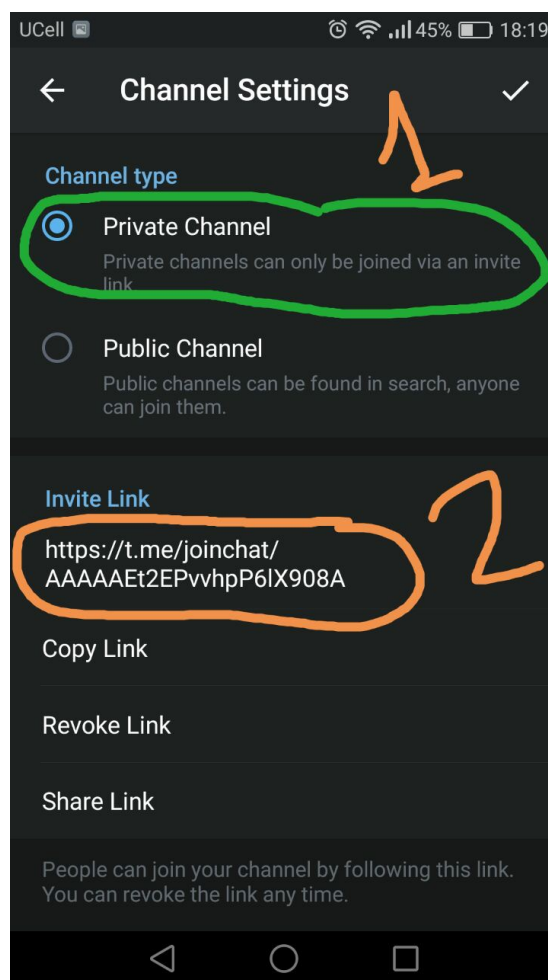 UCell 45% 18:19
Channel Settings
1
Channel type
Private Channel
Private channels can only be joined via an invite
link.
Public Channel
Public channels can be found in search, anyone
can join them.
Invite Link
2
https://t.me/joinchat/
AAAAAEt2EPvvhpP6lX908A
Copy Link
Revoke Link
Share Link
People can join your channel by following this link.
You can revoke the link any time.